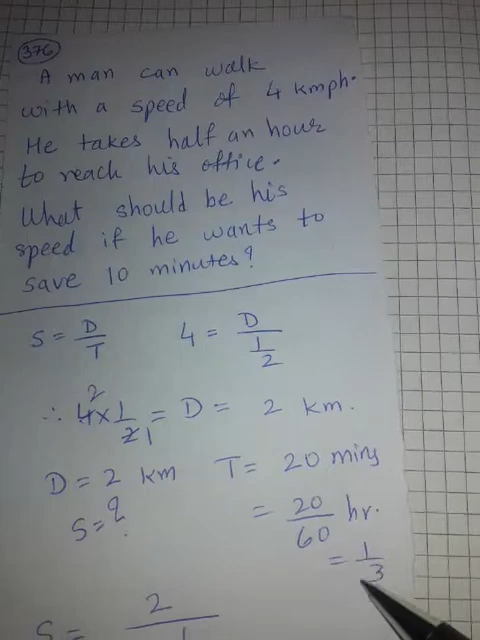 376
A man can walk
with a speed of 4 kmph.
He takes half an hour
to reach his office.
What should be his
speed if he wants to
save 10 minutes?
S = D/T    4 = D/(1/2)
∴ 4×1/2 = D = 2 km.
2    1
D = 2 km    T = 20 mins
S = ?    = 20/60 hr.
= 1/3
S = 2/1